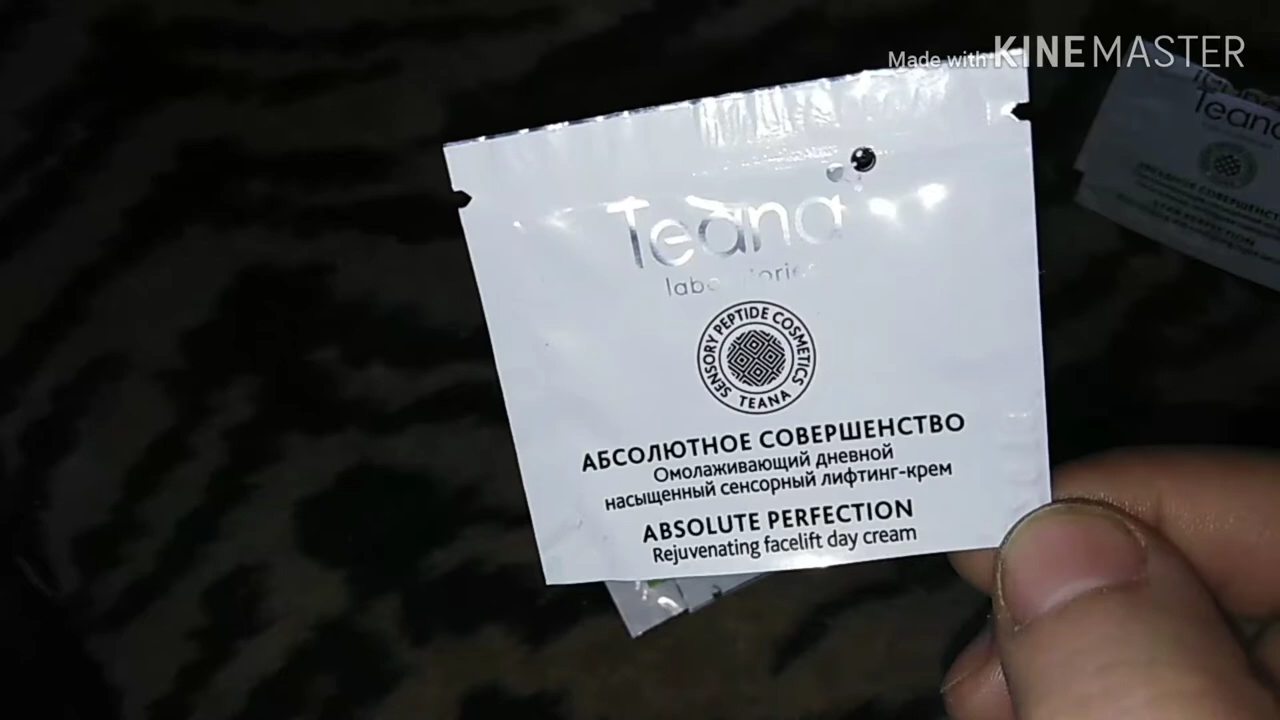 Made with KINEMASTER
Teana
laboratories
SENSORY PEPTIDE COSMETICS
TEANA
АБСОЛЮТНОЕ СОВЕРШЕНСТВО
Омолаживающий дневной
насыщенный сенсорный лифтинг-крем
ABSOLUTE PERFECTION
Rejuvenating facelift day cream
Teana